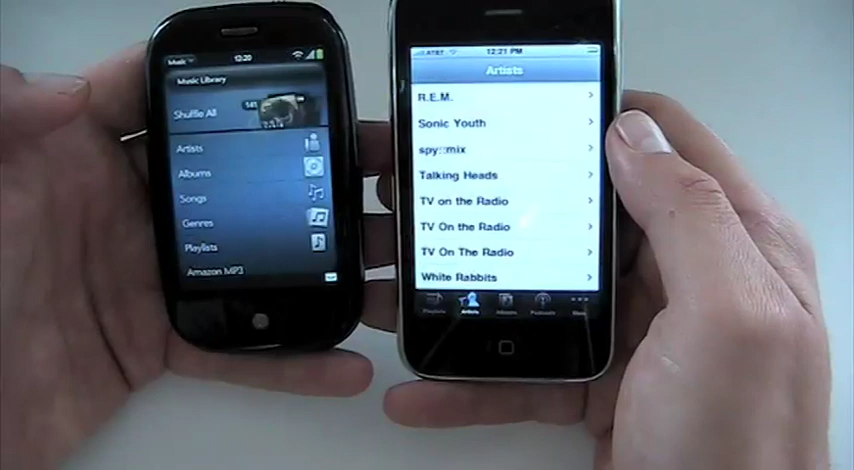 Music
12:20
Music Library
Shuffle All
141
Artists
Albums
Songs
Genres
Playlists
Amazon MP3
AT&T
12:21 PM
Artists
R.E.M.
Sonic Youth
spy::mix
Talking Heads
TV on the Radio
TV On the Radio
TV On The Radio
White Rabbits
Playlists
Artists
Albums
Podcasts
More